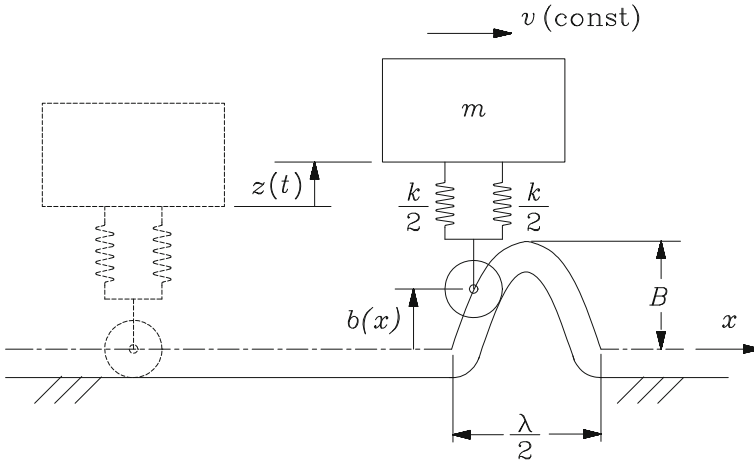 v (const)
m
z(t)
k/2
k/2
b(x)
B
x
λ/2